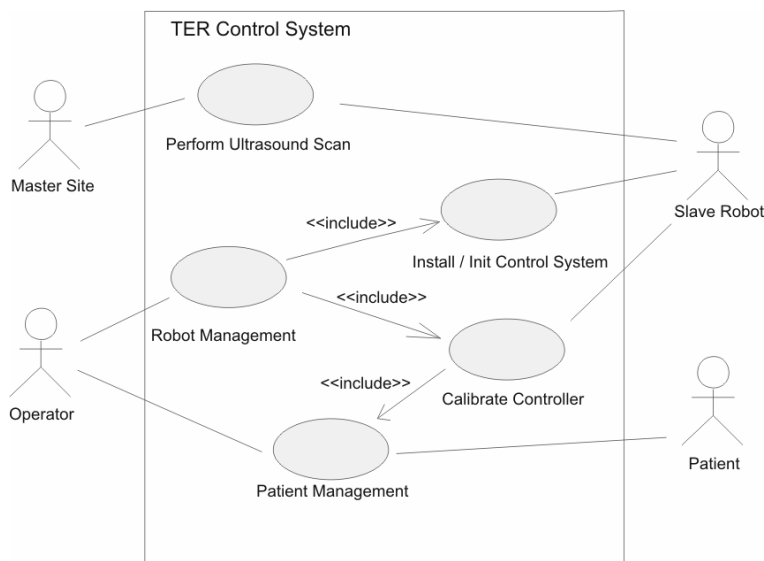 TER Control System
Perform Ultrasound Scan
Master Site
Slave Robot
<<include>>
Install / Init Control System
<<include>>
Robot Management
<<include>>
Calibrate Controller
Operator
Patient Management
Patient